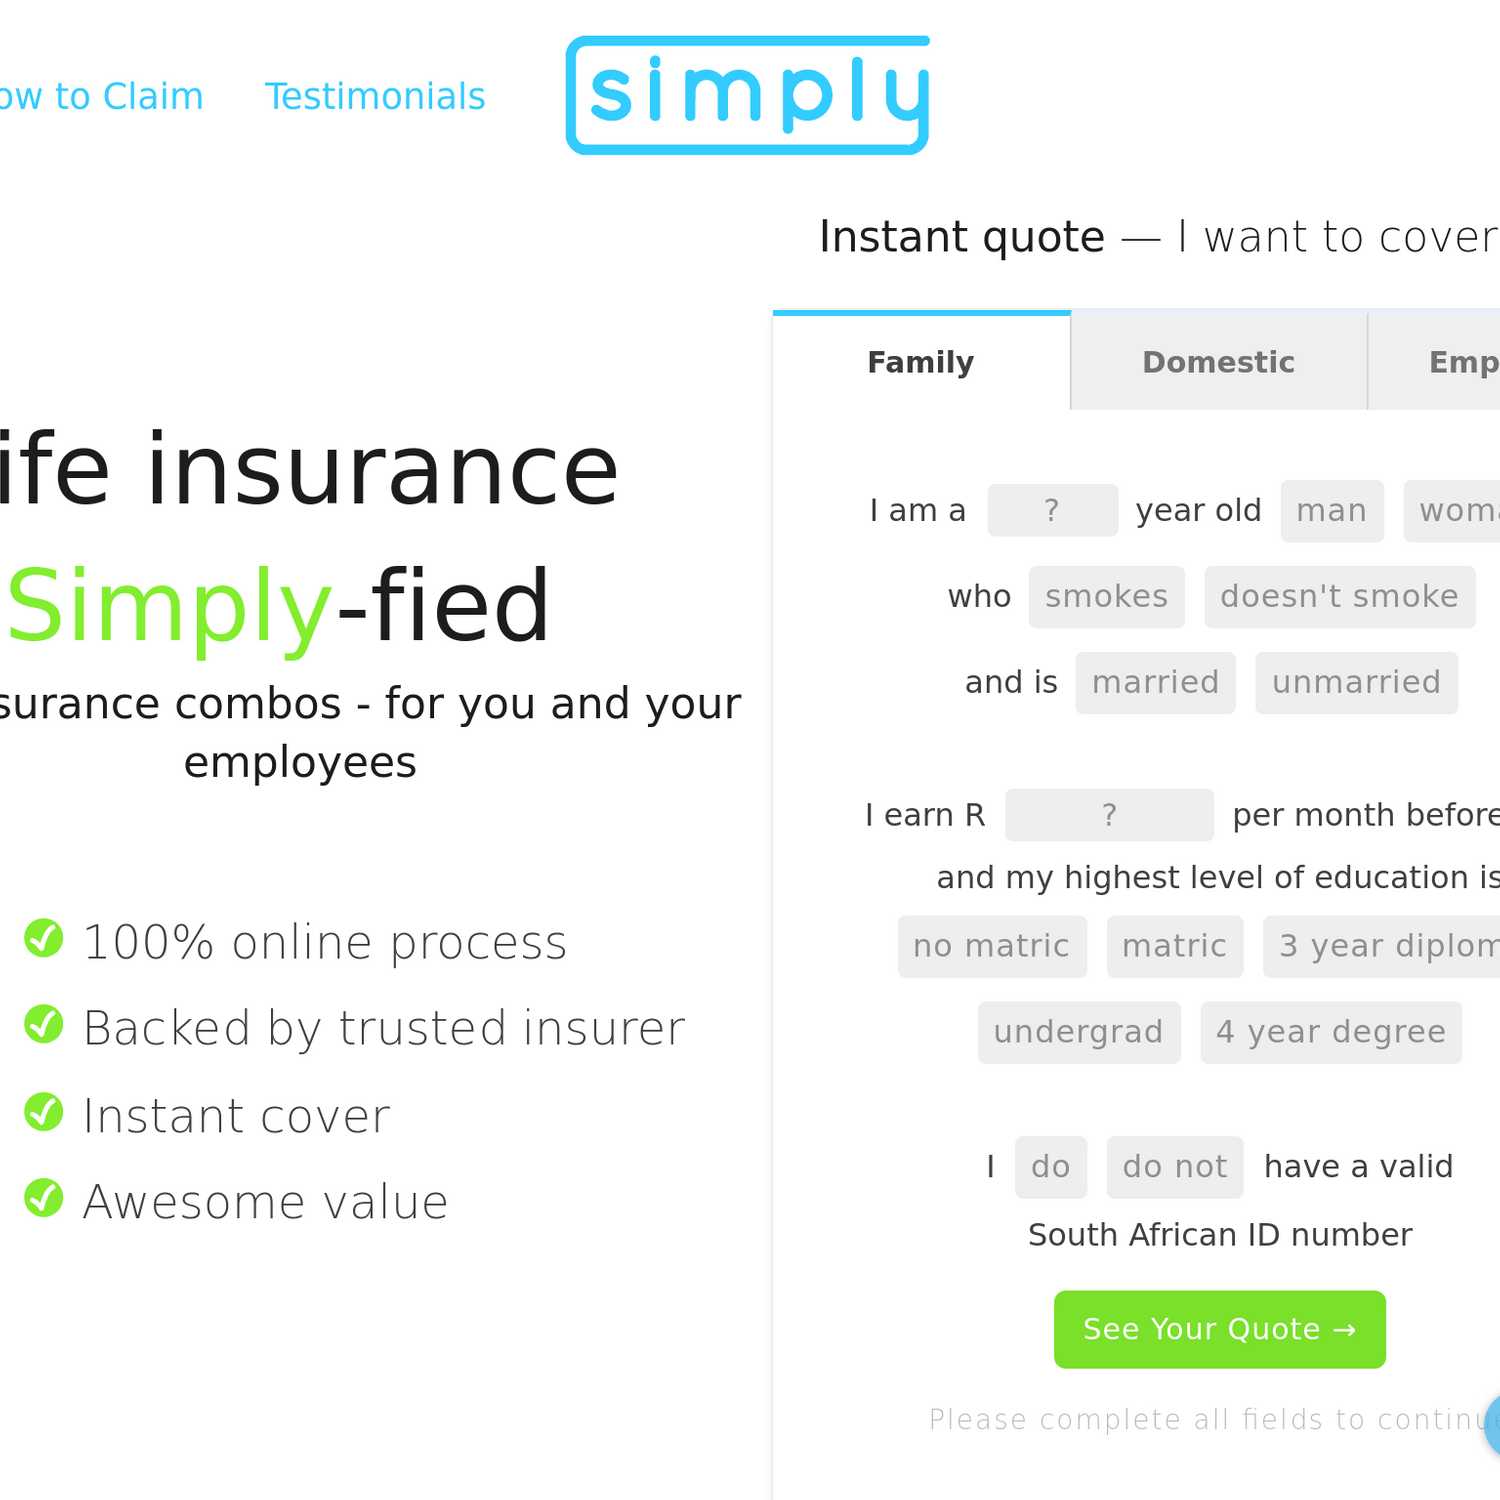 ow to Claim
Testimonials
simply
ife insurance
Simply-fied
surance combos - for you and your
employees
100% online process
Backed by trusted insurer
Instant cover
Awesome value
Instant quote — I want to cover
Family
Domestic
Emp
I am a ? year old man woma
who smokes doesn't smoke
and is married unmarried
I earn R ? per month before
and my highest level of education is
no matric matric 3 year diplom
undergrad 4 year degree
I do do not have a valid
South African ID number
See Your Quote →
Please complete all fields to continue